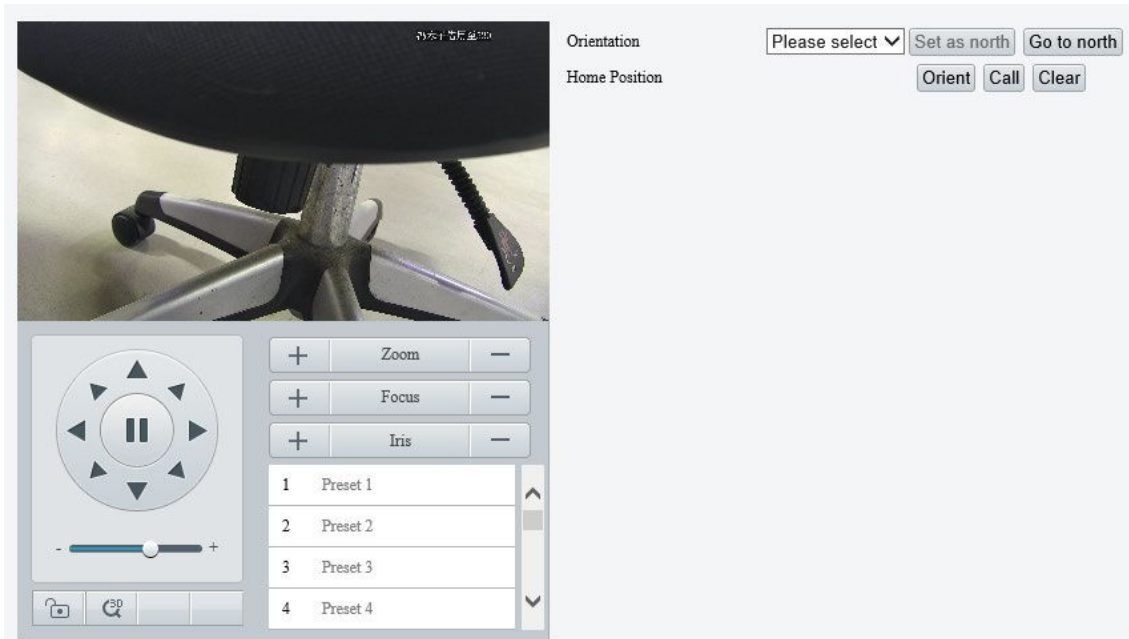 Orientation
Please select
Set as north
Go to north
Home Position
Orient
Call
Clear
+ Zoom −
+ Focus −
+ Iris −
1 Preset 1
2 Preset 2
3 Preset 3
4 Preset 4
- +
3D